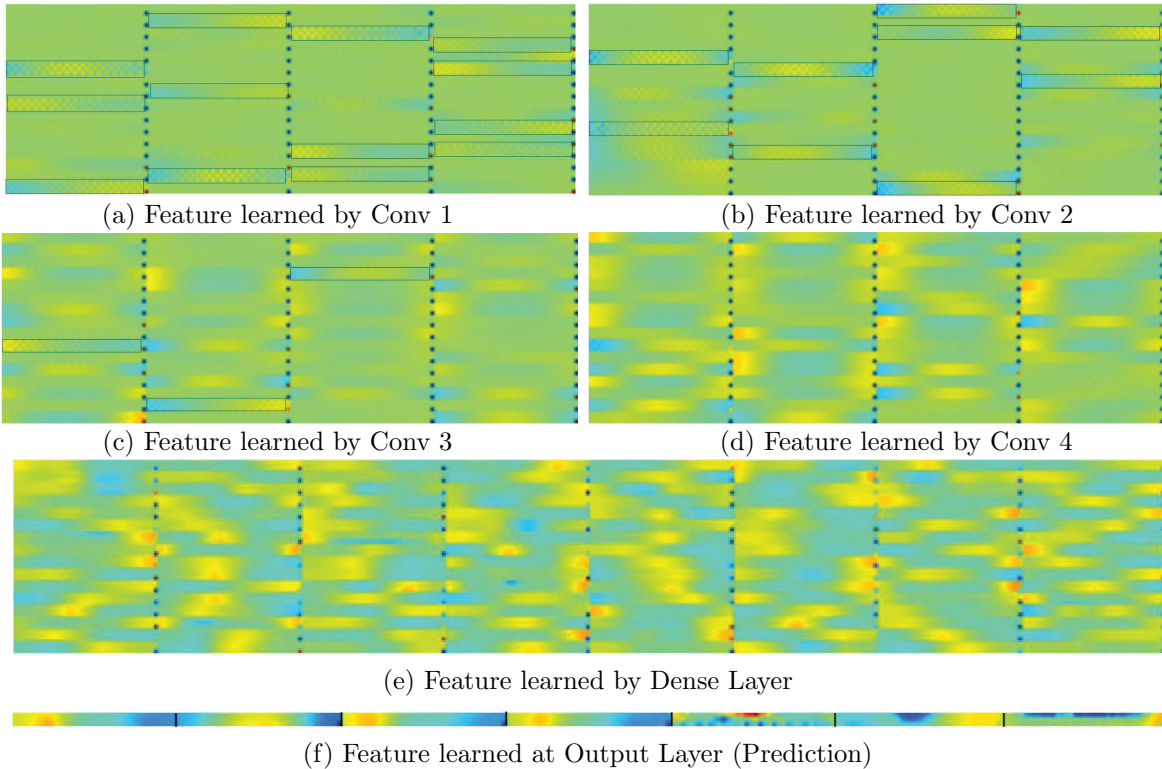 (a) Feature learned by Conv 1
(b) Feature learned by Conv 2
(c) Feature learned by Conv 3
(d) Feature learned by Conv 4
(e) Feature learned by Dense Layer
(f) Feature learned at Output Layer (Prediction)